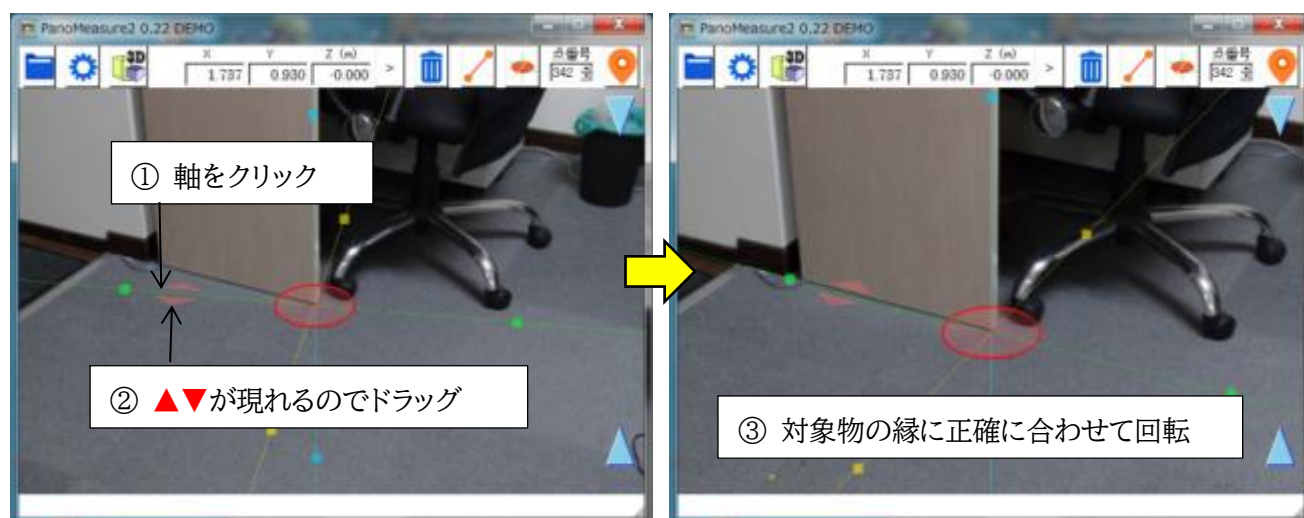 PanoMeasure2 0.22 DEMO
3D
X Y Z (m)
1.737 0.930 -0.000 >
点番号
342
① 軸をクリック
② ▲▼が現れるのでドラッグ
PanoMeasure2 0.22 DEMO
3D
X Y Z (m)
1.737 0.930 -0.000 >
点番号
342
③ 対象物の縁に正確に合わせて回転